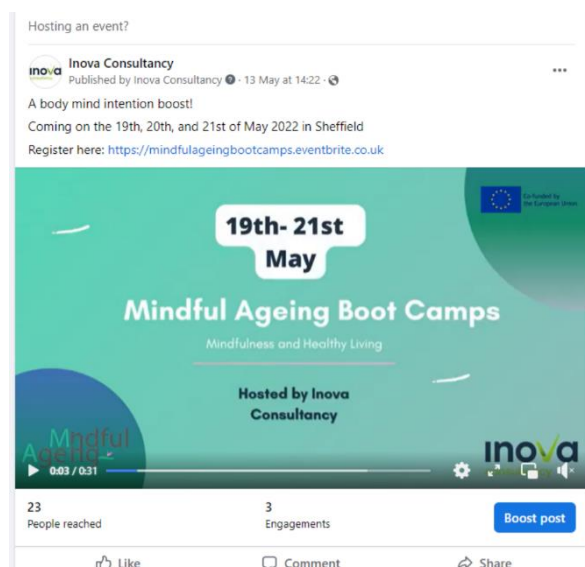 Hosting an event?
inova
Inova Consultancy
Published by Inova Consultancy · 13 May at 14:22 ·
A body mind intention boost!
Coming on the 19th, 20th, and 21st of May 2022 in Sheffield
Register here: https://mindfulageingbootcamps.eventbrite.co.uk
Co-funded by
the European Union
19th- 21st
May
Mindful Ageing Boot Camps
Mindfulness and Healthy Living
Hosted by Inova
Consultancy
Mndful
inova
0:03 / 0:31
23
People reached
3
Engagements
Boost post
Like
Comment
Share